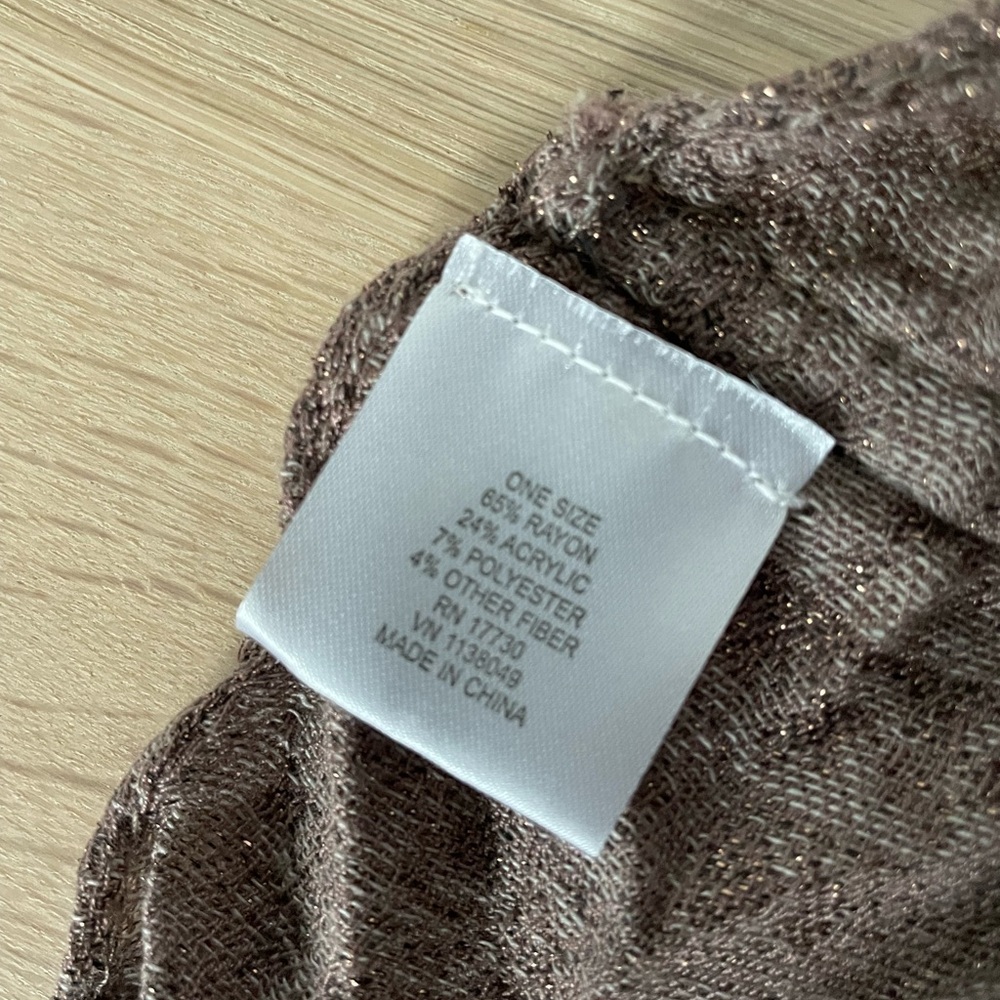 ONE SIZE
65% RAYON
24% ACRYLIC
7% POLYESTER
4% OTHER FIBER
RN 17730
VN 1138049
MADE IN CHINA